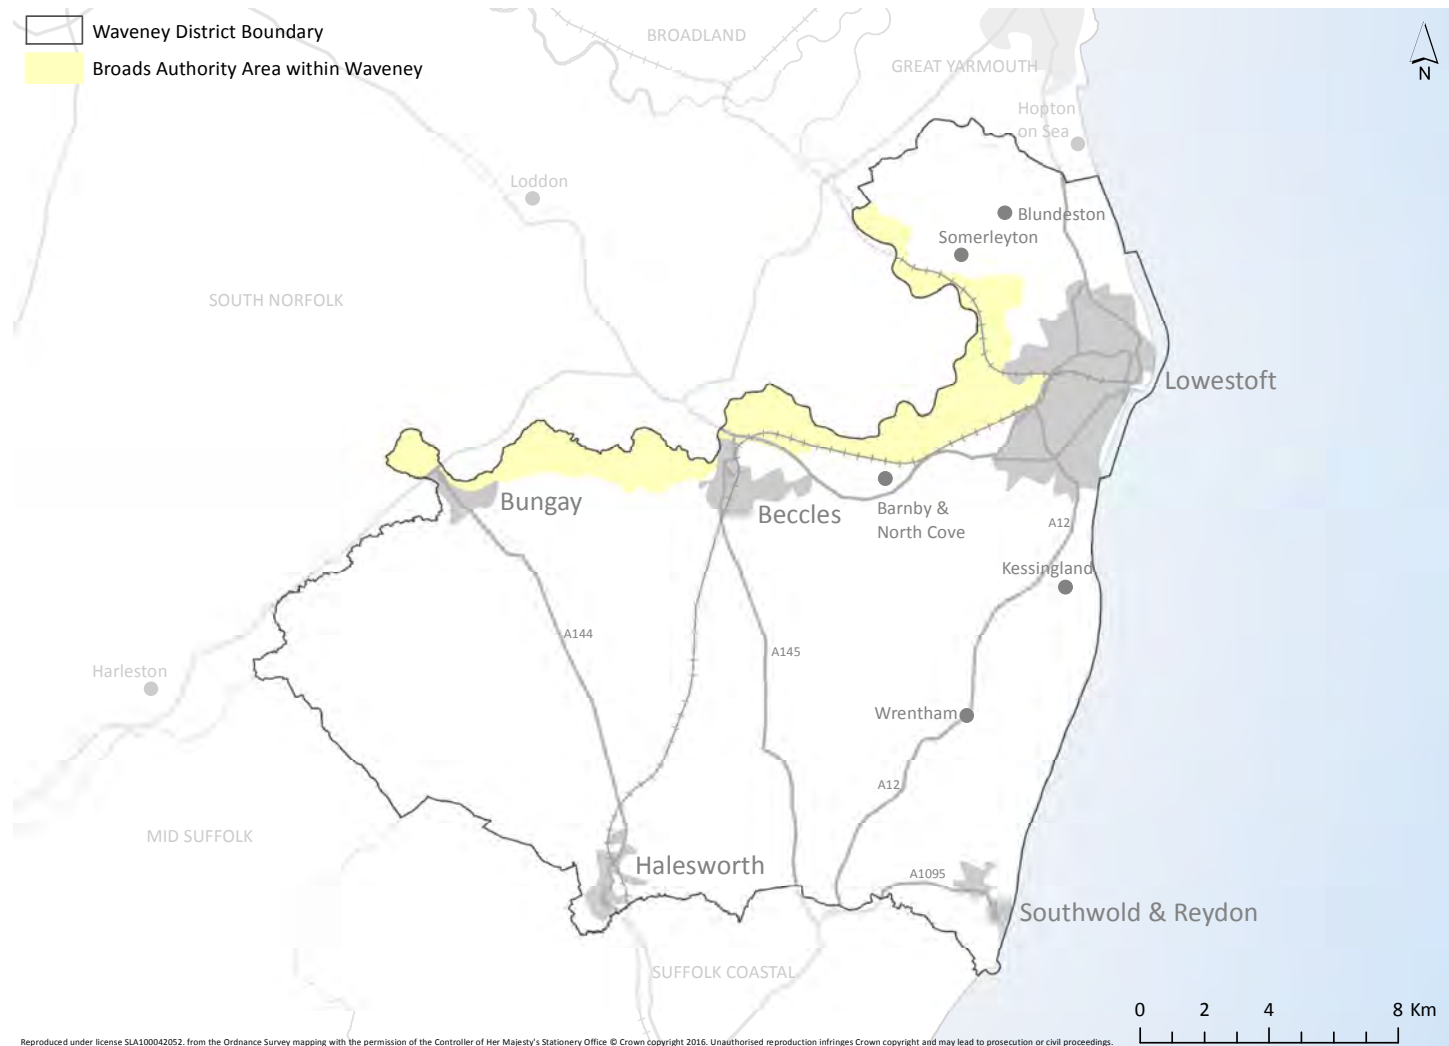 Waveney District Boundary
Broads Authority Area within Waveney
BROADLAND
GREAT YARMOUTH
N
Hopton
on Sea
Loddon
Blundeston
Somerleyton
SOUTH NORFOLK
Lowestoft
Bungay
Beccles
Barnby &
North Cove
A12
Kessingland
A144
A145
Harleston
Wrentham
A12
MID SUFFOLK
Halesworth
A1095
Southwold & Reydon
SUFFOLK COASTAL
0 2 4 8 Km
Reproduced under license SLA100042052. from the Ordnance Survey mapping with the permission of the Controller of Her Majesty's Stationery Office © Crown copyright 2016. Unauthorised reproduction infringes Crown copyright and may lead to prosecution or civil proceedings.